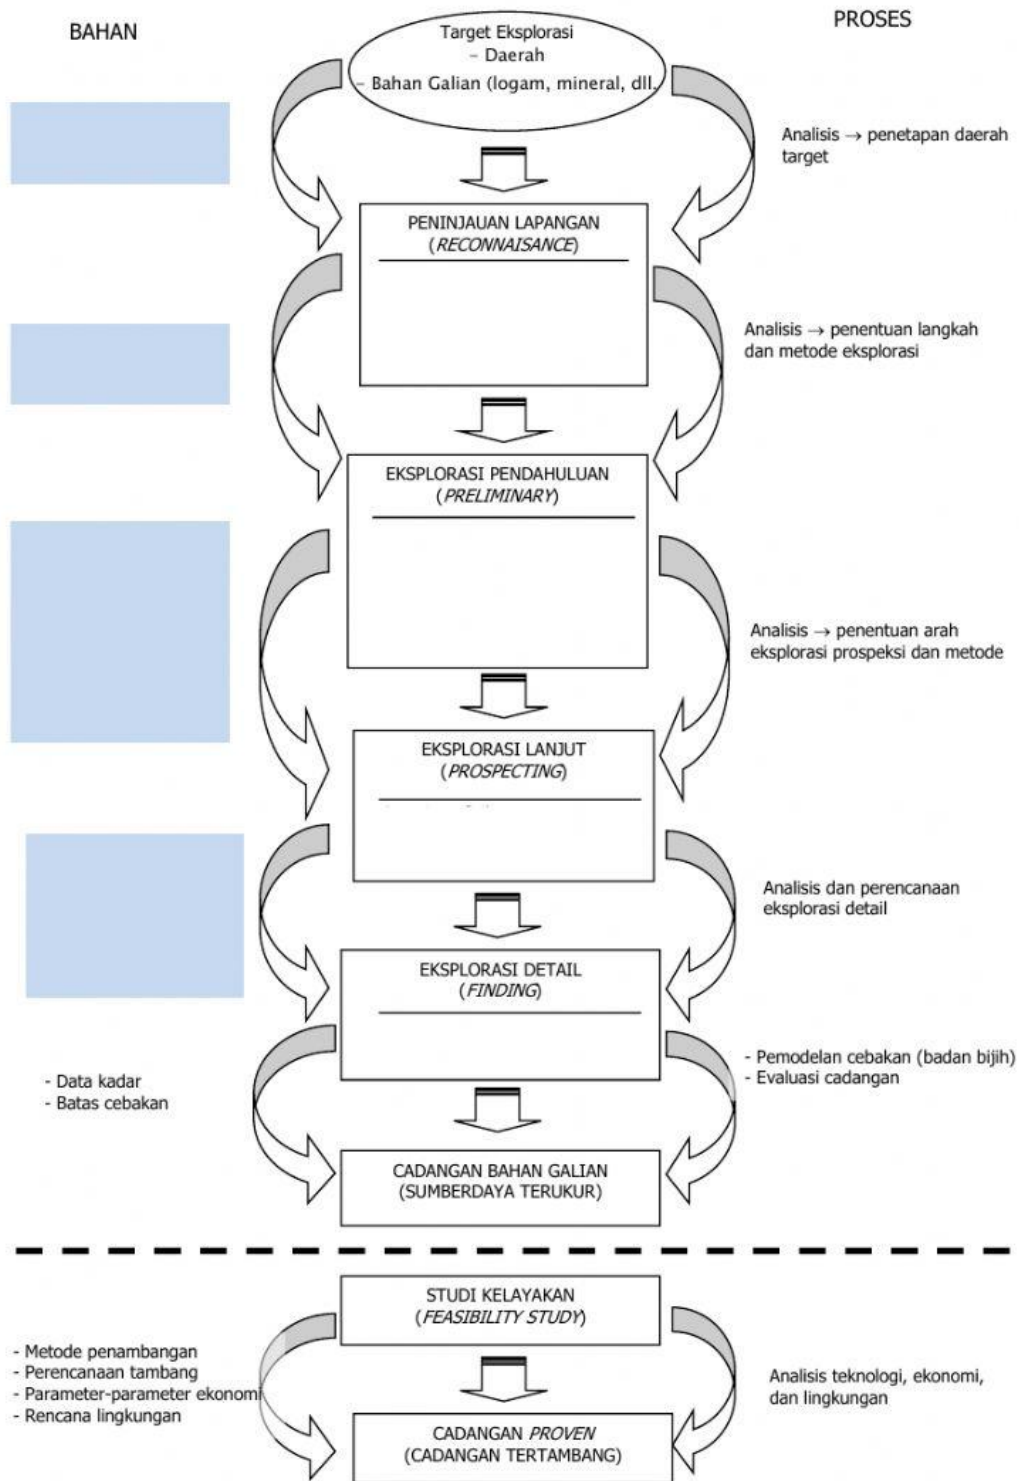 BAHAN
PROSES
Target Eksplorasi
– Daerah
– Bahan Galian (logam, mineral, dll.
Analisis → penetapan daerah
target
PENINJAUAN LAPANGAN
(RECONNAISANCE)
Analisis → penentuan langkah
dan metode eksplorasi
EKSPLORASI PENDAHULUAN
(PRELIMINARY)
Analisis → penentuan arah
eksplorasi prospeksi dan metode
EKSPLORASI LANJUT
(PROSPECTING)
Analisis dan perencanaan
eksplorasi detail
EKSPLORASI DETAIL
(FINDING)
- Data kadar
- Batas cebakan
- Pemodelan cebakan (badan bijih)
- Evaluasi cadangan
CADANGAN BAHAN GALIAN
(SUMBERDAYA TERUKUR)
STUDI KELAYAKAN
(FEASIBILITY STUDY)
- Metode penambangan
- Perencanaan tambang
- Parameter-parameter ekonomi
- Rencana lingkungan
Analisis teknologi, ekonomi,
dan lingkungan
CADANGAN PROVEN
(CADANGAN TERTAMBANG)